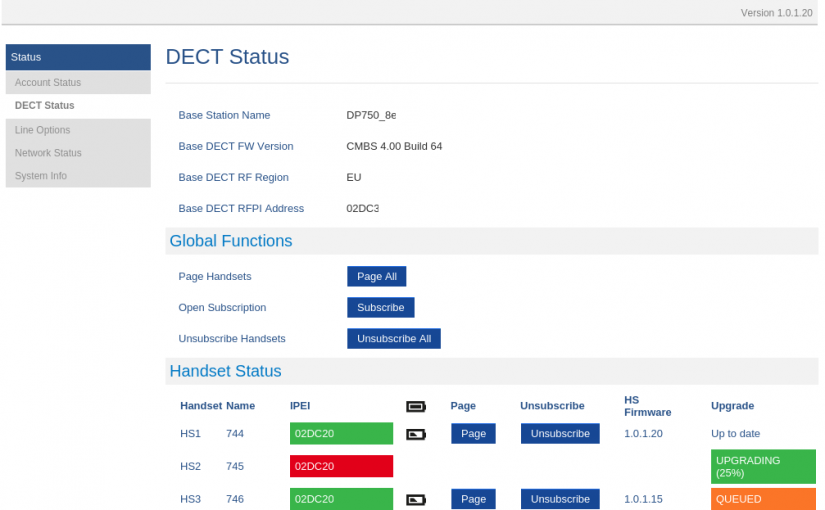 Version 1.0.1.20
Status
Account Status
DECT Status
Line Options
Network Status
System Info
DECT Status
Base Station Name DP750_8e
Base DECT FW Version CMBS 4.00 Build 64
Base DECT RF Region EU
Base DECT RFPI Address 02DC3
Global Functions
Page Handsets Page All
Open Subscription Subscribe
Unsubscribe Handsets Unsubscribe All
Handset Status
Handset Name IPEI Page Unsubscribe HS Firmware Upgrade
HS1 744 02DC20 Page Unsubscribe 1.0.1.20 Up to date
HS2 745 02DC20 UPGRADING (25%)
HS3 746 02DC20 Page Unsubscribe 1.0.1.15 QUEUED